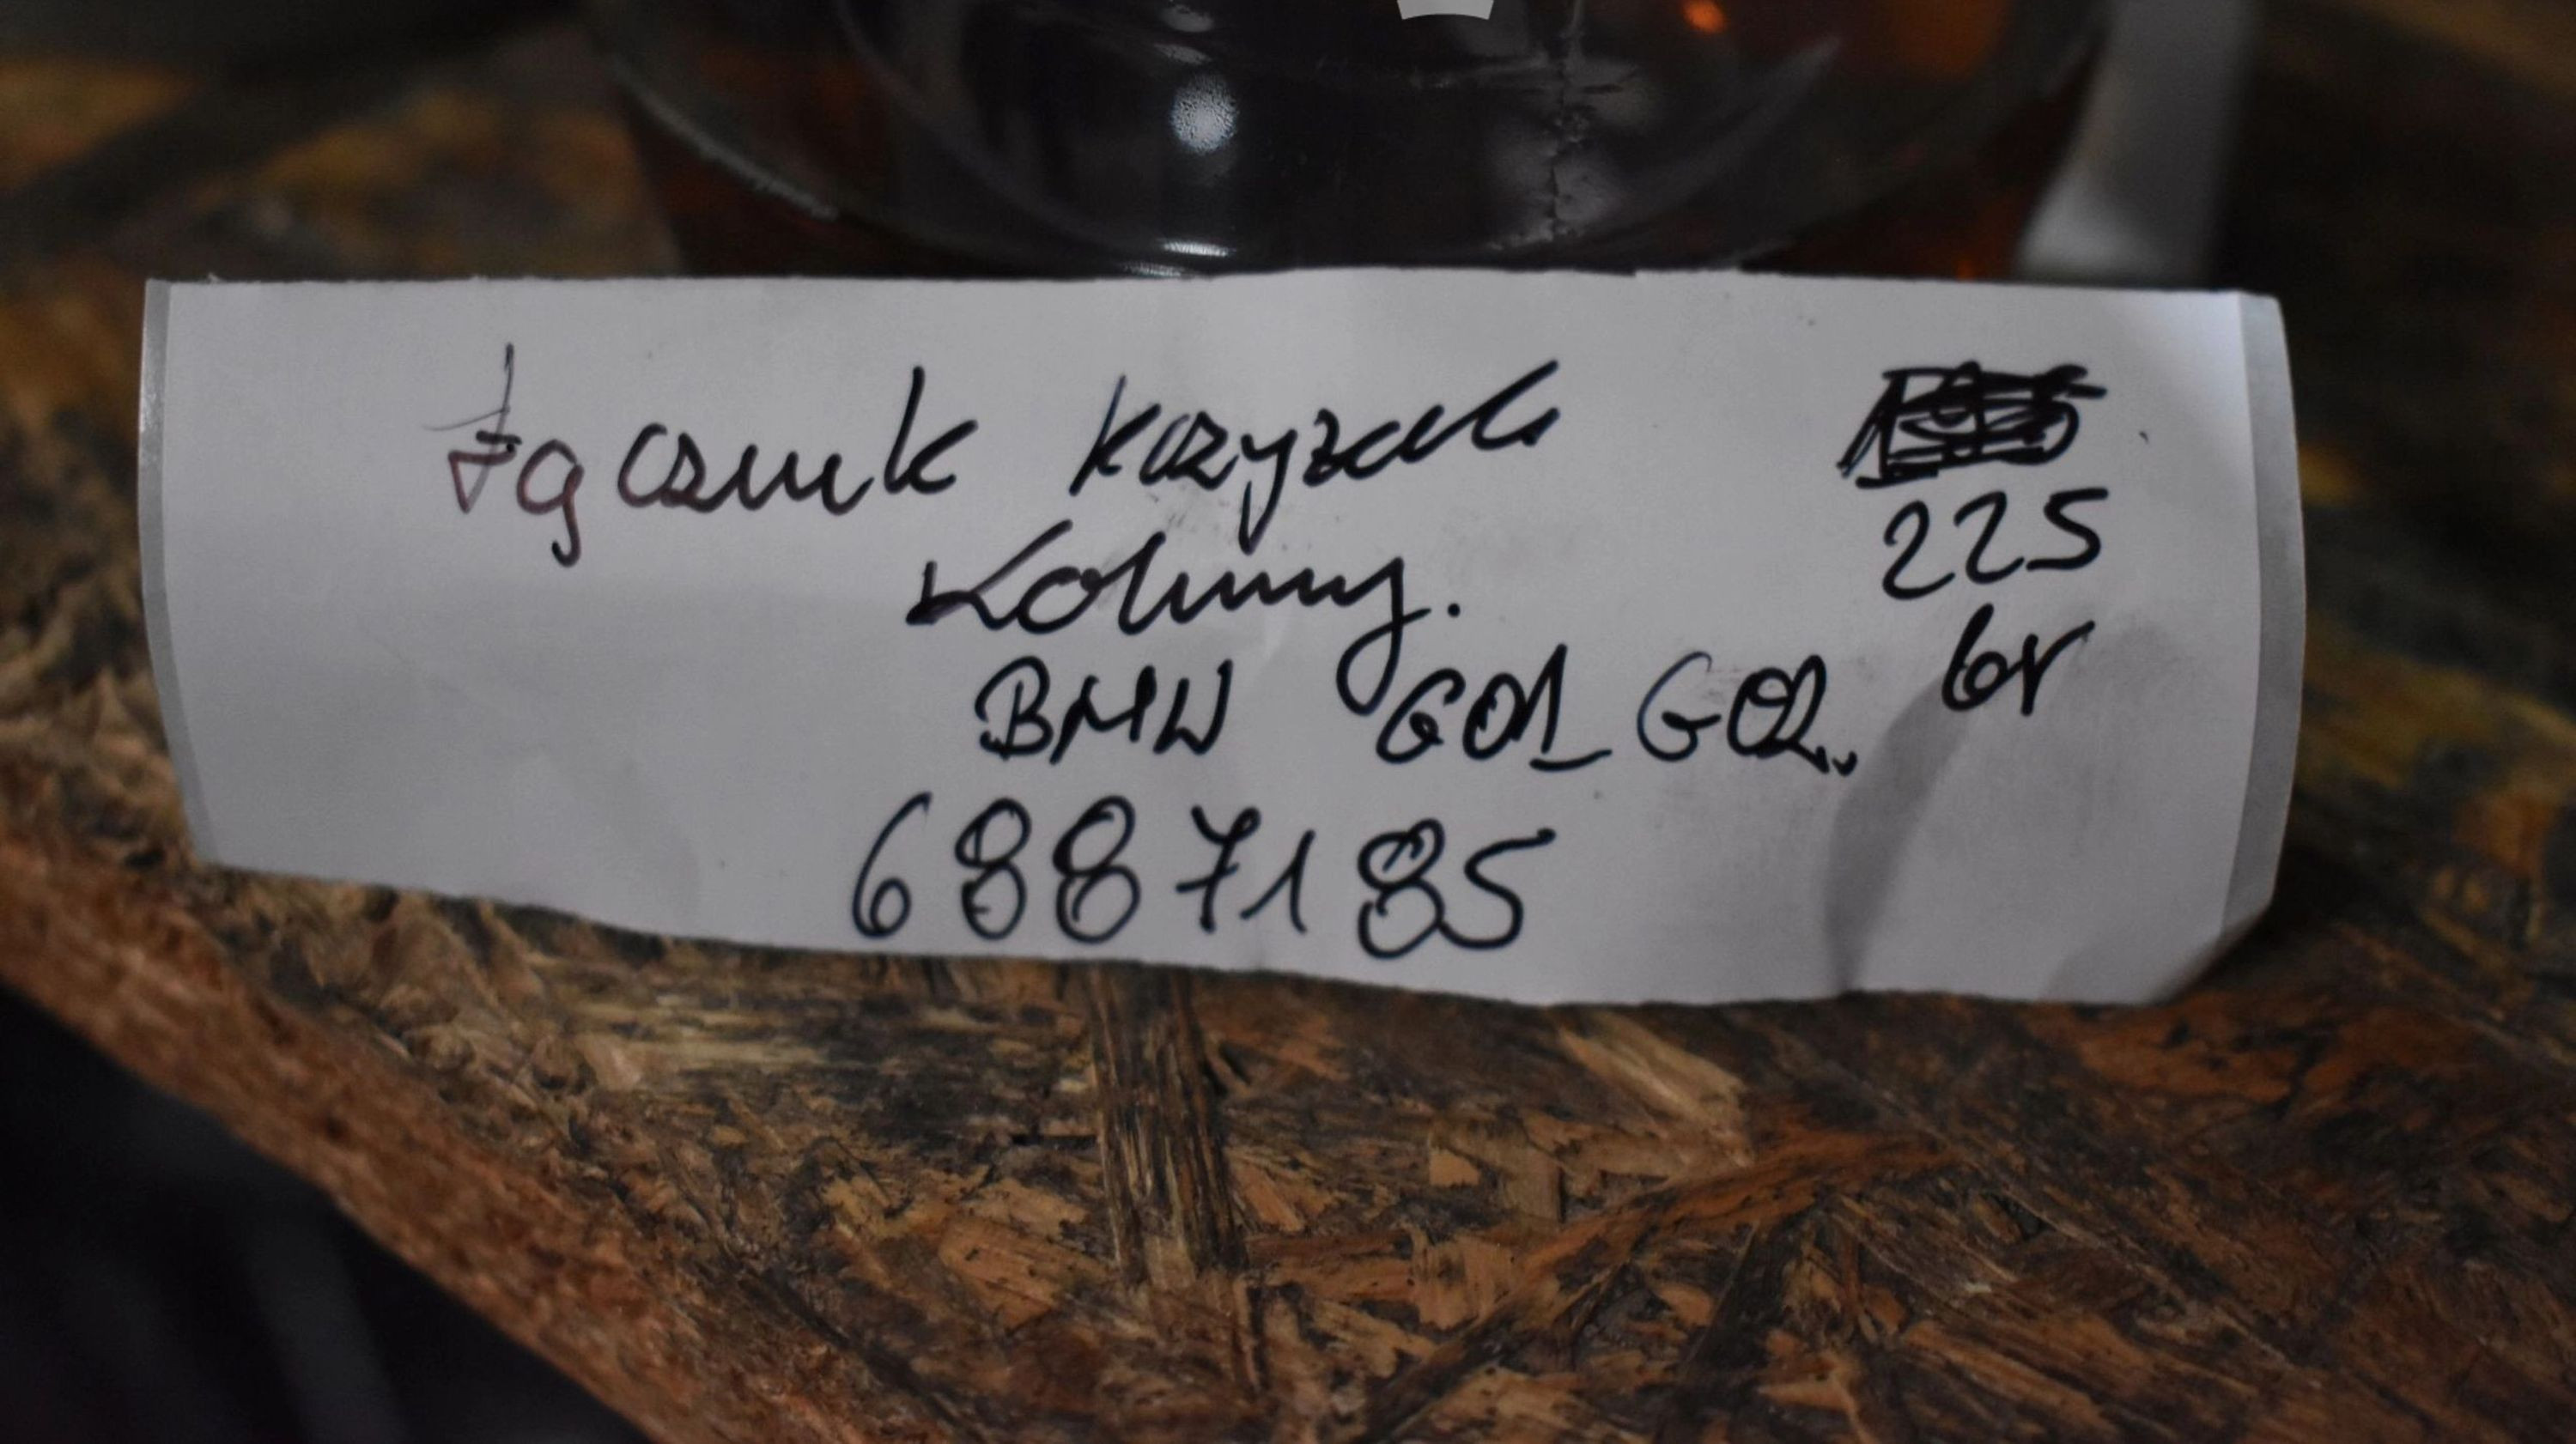 Łącznik krzyżak
kolumny.
225
br
BMW G01 G02.
6887185